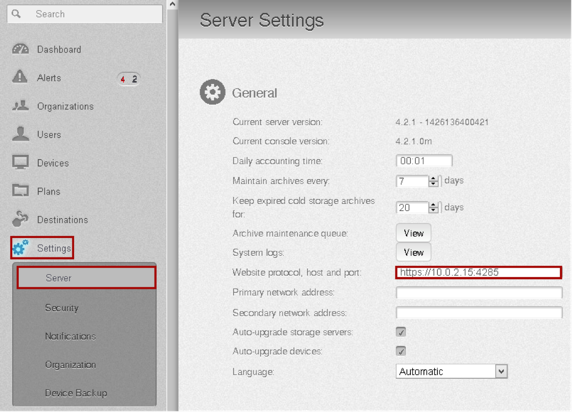 Search
Dashboard
Alerts 4 2
Organizations
Users
Devices
Plans
Destinations
Settings
Server
Security
Notifications
Organization
Device Backup
Server Settings
General
Current server version: 4.2.1 - 1426136400421
Current console version: 4.2.1.0m
Daily accounting time: 00:01
Maintain archives every: 7 days
Keep expired cold storage archives
for: 20 days
Archive maintenance queue: View
System logs: View
Website protocol, host and port: https://10.0.2.15:4285
Primary network address:
Secondary network address:
Auto-upgrade storage servers:
Auto-upgrade devices:
Language: Automatic